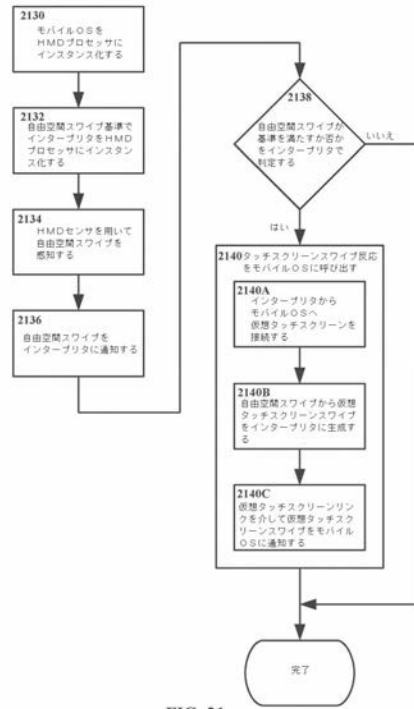 2130
モバイルOSを
HMDプロセッサに
インスタンス化する
2132
自由空間スワイプ基準で
インタープリタをHMD
プロセッサにインスタン
ス化する
2134
HMDセンサを用いて
自由空間スワイプを
感知する
2136
自由空間スワイプを
インタープリタに通知する
2138
自由空間スワイプが
基準を満たすか否か
をインタープリタで
判定する
いいえ
はい
2140タッチスクリーンスワイプ反応
をモバイルOSに呼び出す
2140A
インタープリタから
モバイルOSへ
仮想タッチスクリーンを
接続する
2140B
自由空間スワイプから仮想
タッチスクリーンスワイプ
をインタープリタに生成す
る
2140C
仮想タッチスクリーンリン
クを介して仮想タッチスク
リーンスワイプをモバイル
OSに通知する
完了